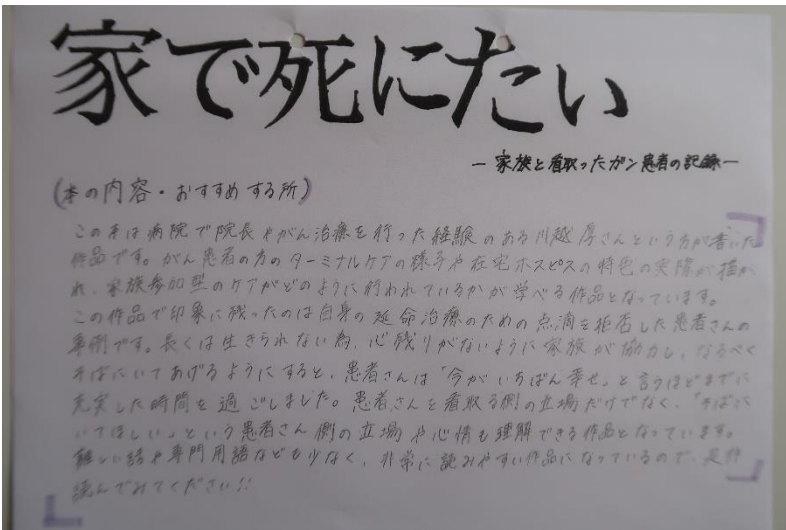 家で死にたい
― 家族と看取ったガン患者の記録 ―
(本の内容・おすすめする所)
この本は病院で院長やがん治療を行った経験のある川越厚さんという方が書いた
作品です。がん患者の方のターミナルケアの様子や在宅ホスピスの特色の実際が描か
れ、家族参加型のケアがどのように行われているかが学べる作品となっています。
この作品で印象に残ったのは自身の延命治療のための点滴を拒否した患者さんの
事例です。長くは生きられない為、心残りがないように家族が協力し、なるべく
そばにいてあげるようにすると、患者さんは「今がいちばん幸せ」と言うほどまでに
充実した時間を過ごしました。患者さんを看取る側の立場だけでなく、「そばに
いてほしい」という患者さん側の立場や心情も理解できる作品となっています。
難しい話や専門用語なども少なく、非常に読みやすい作品になっているので、是非
読んでみてください!!